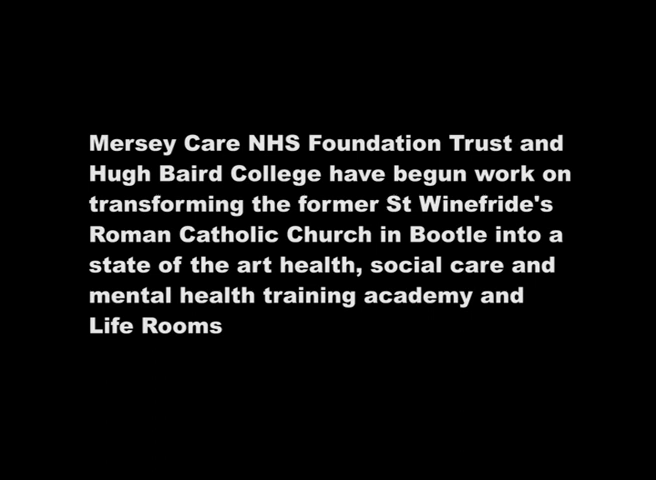 Mersey Care NHS Foundation Trust and
Hugh Baird College have begun work on
transforming the former St Winefride's
Roman Catholic Church in Bootle into a
state of the art health, social care and
mental health training academy and
Life Rooms